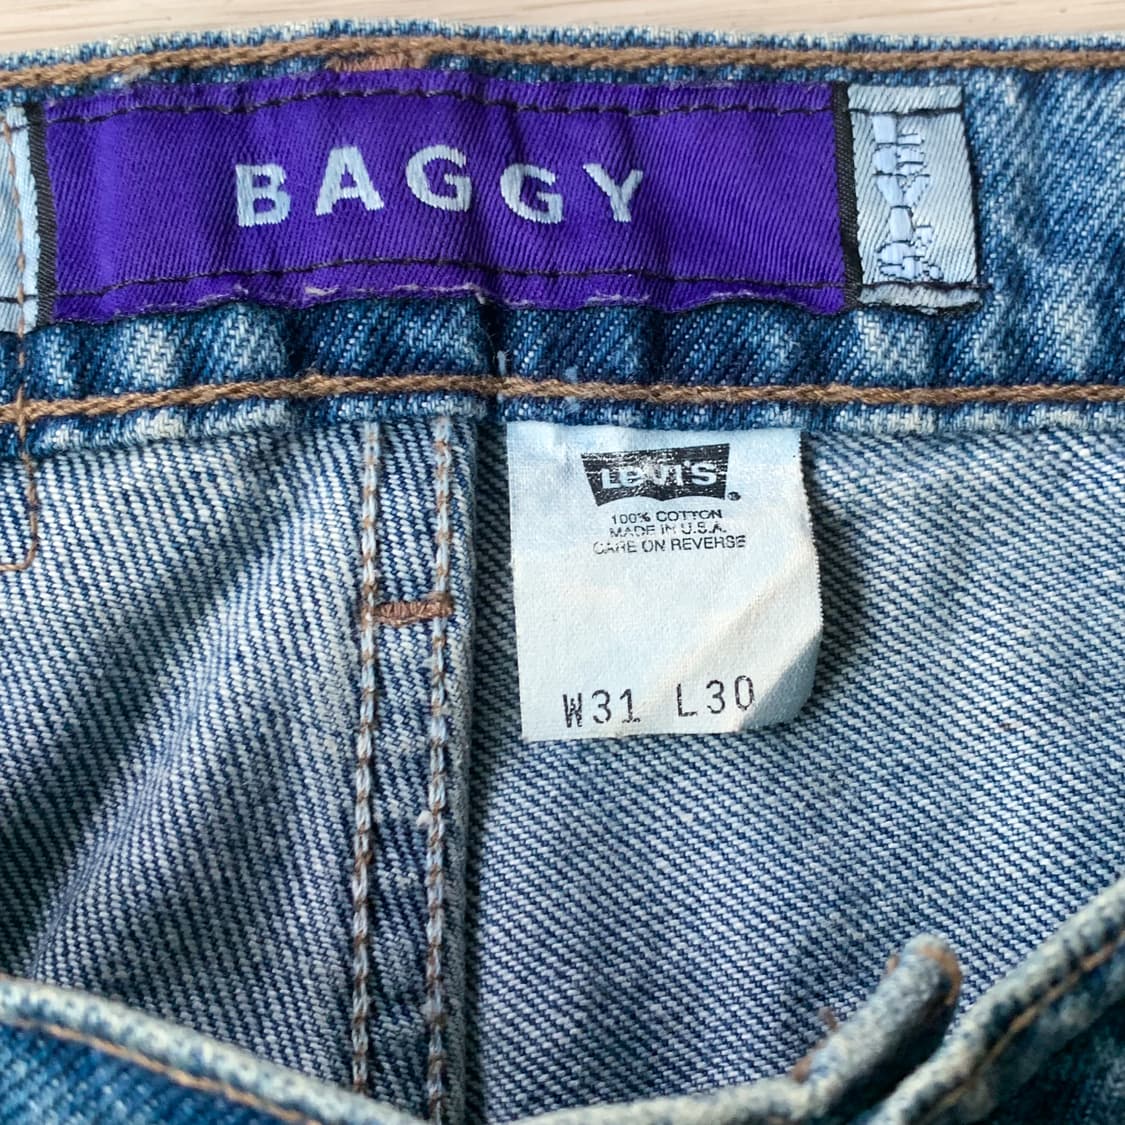 BAGGY
LEVI'S
100% COTTON
MADE IN U.S.A.
CARE ON REVERSE
W31 L30